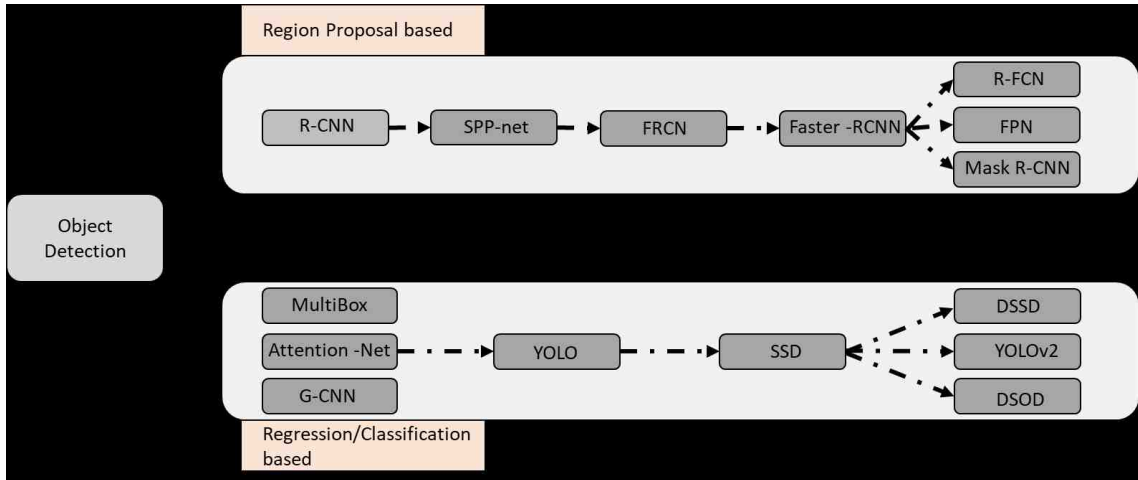 Region Proposal based
R-CNN
SPP-net
FRCN
Faster -RCNN
R-FCN
FPN
Mask R-CNN
Object
Detection
MultiBox
Attention -Net
G-CNN
YOLO
SSD
DSSD
YOLOv2
DSOD
Regression/Classification
based